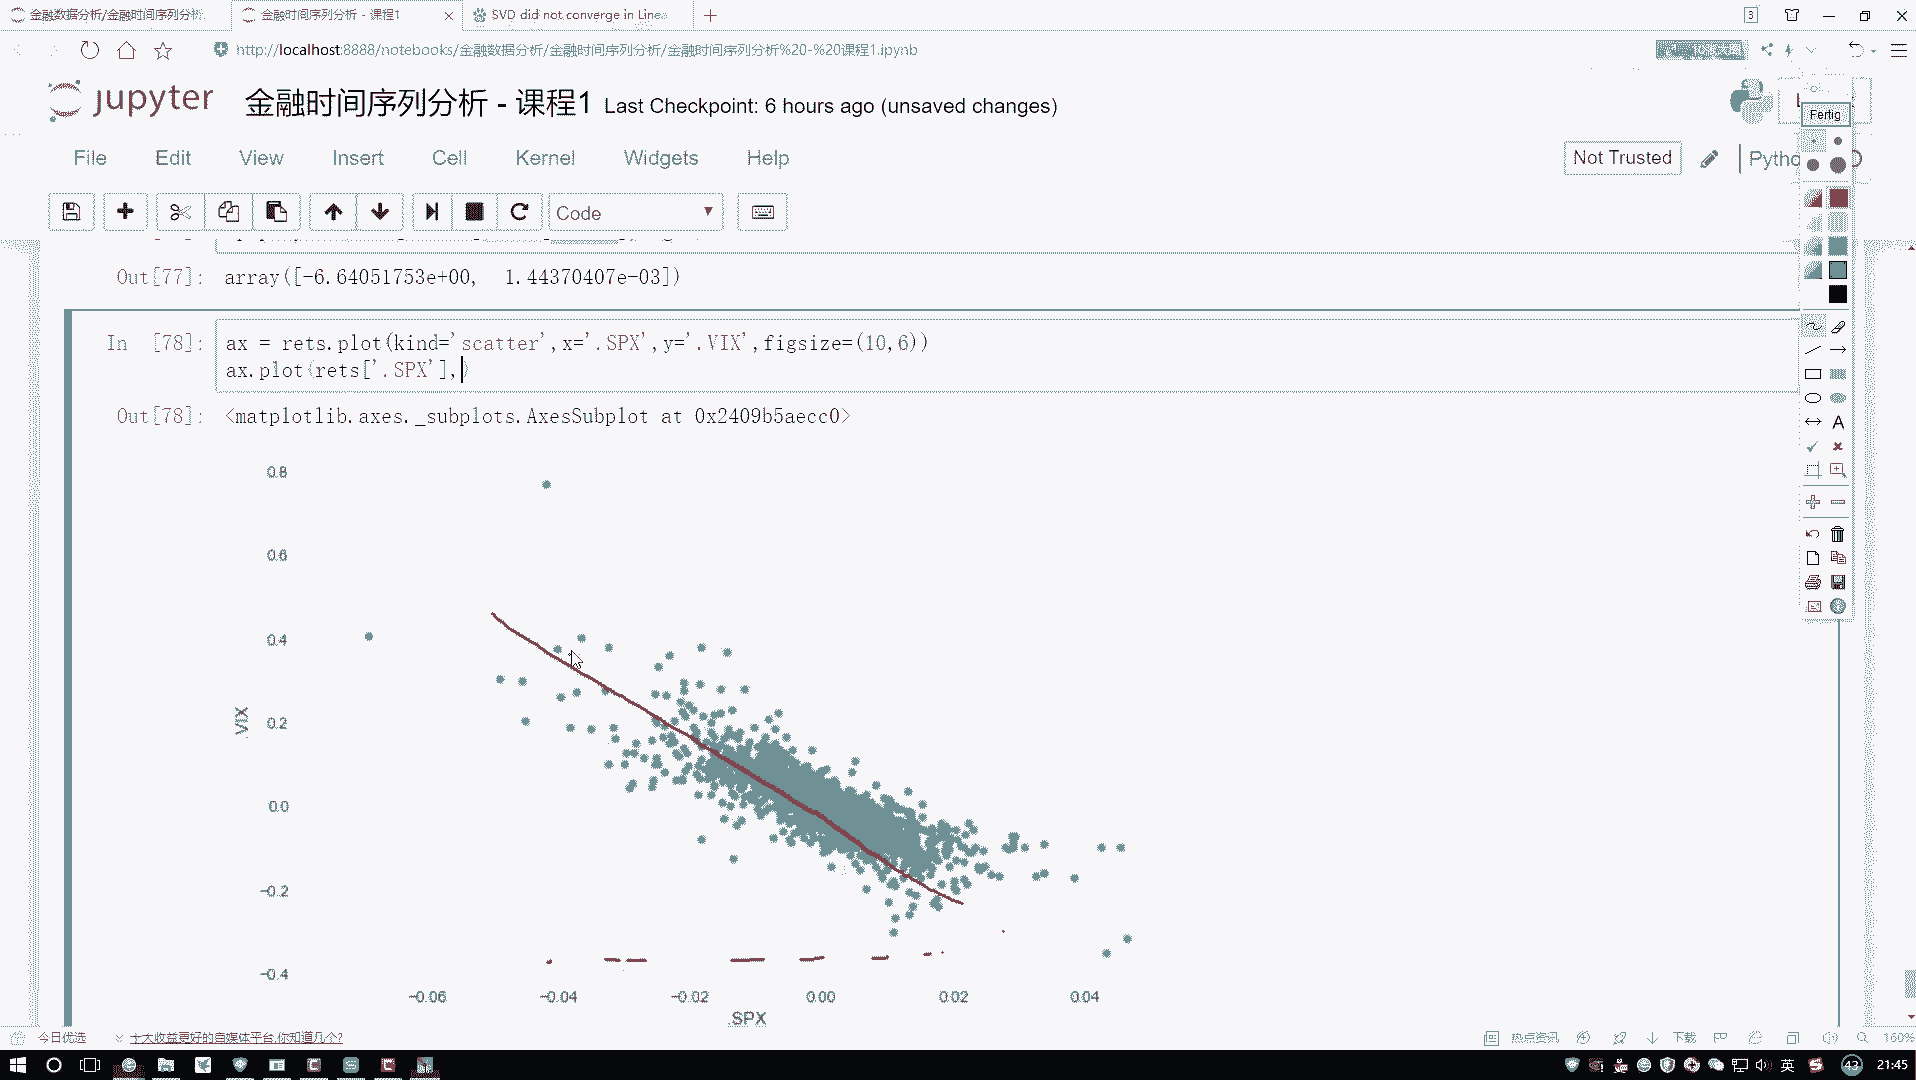 金融数据分析/金融时间序列分析.
金融时间序列分析 - 课程1
SVD did not converge in Linea
3
http://localhost:8888/notebooks/金融数据分析/金融时间序列分析/金融时间序列分析%20-%20课程1.ipynb
jupyter
金融时间序列分析 - 课程1
Last Checkpoint: 6 hours ago (unsaved changes)
Fertig
File
Edit
View
Insert
Cell
Kernel
Widgets
Help
Not Trusted
Pytho
Code
A
Out[77]: array([-6.64051753e+00, 1.44370407e-03])
In [78]: ax = rets.plot(kind='scatter',x='.SPX',y='.VIX',figsize=(10,6))
ax.plot(rets['.SPX'],)
Out[78]: <matplotlib.axes._subplots.AxesSubplot at 0x2409b5aecc0>
0.8
0.6
0.4
0.2
0.0
−0.2
−0.4
.VIX
−0.06
−0.04
−0.02
0.00
0.02
0.04
.SPX
今日优选
十大收益更好的自媒体平台,你知道几个?
热点资讯
下载
160%
英
43
21:45